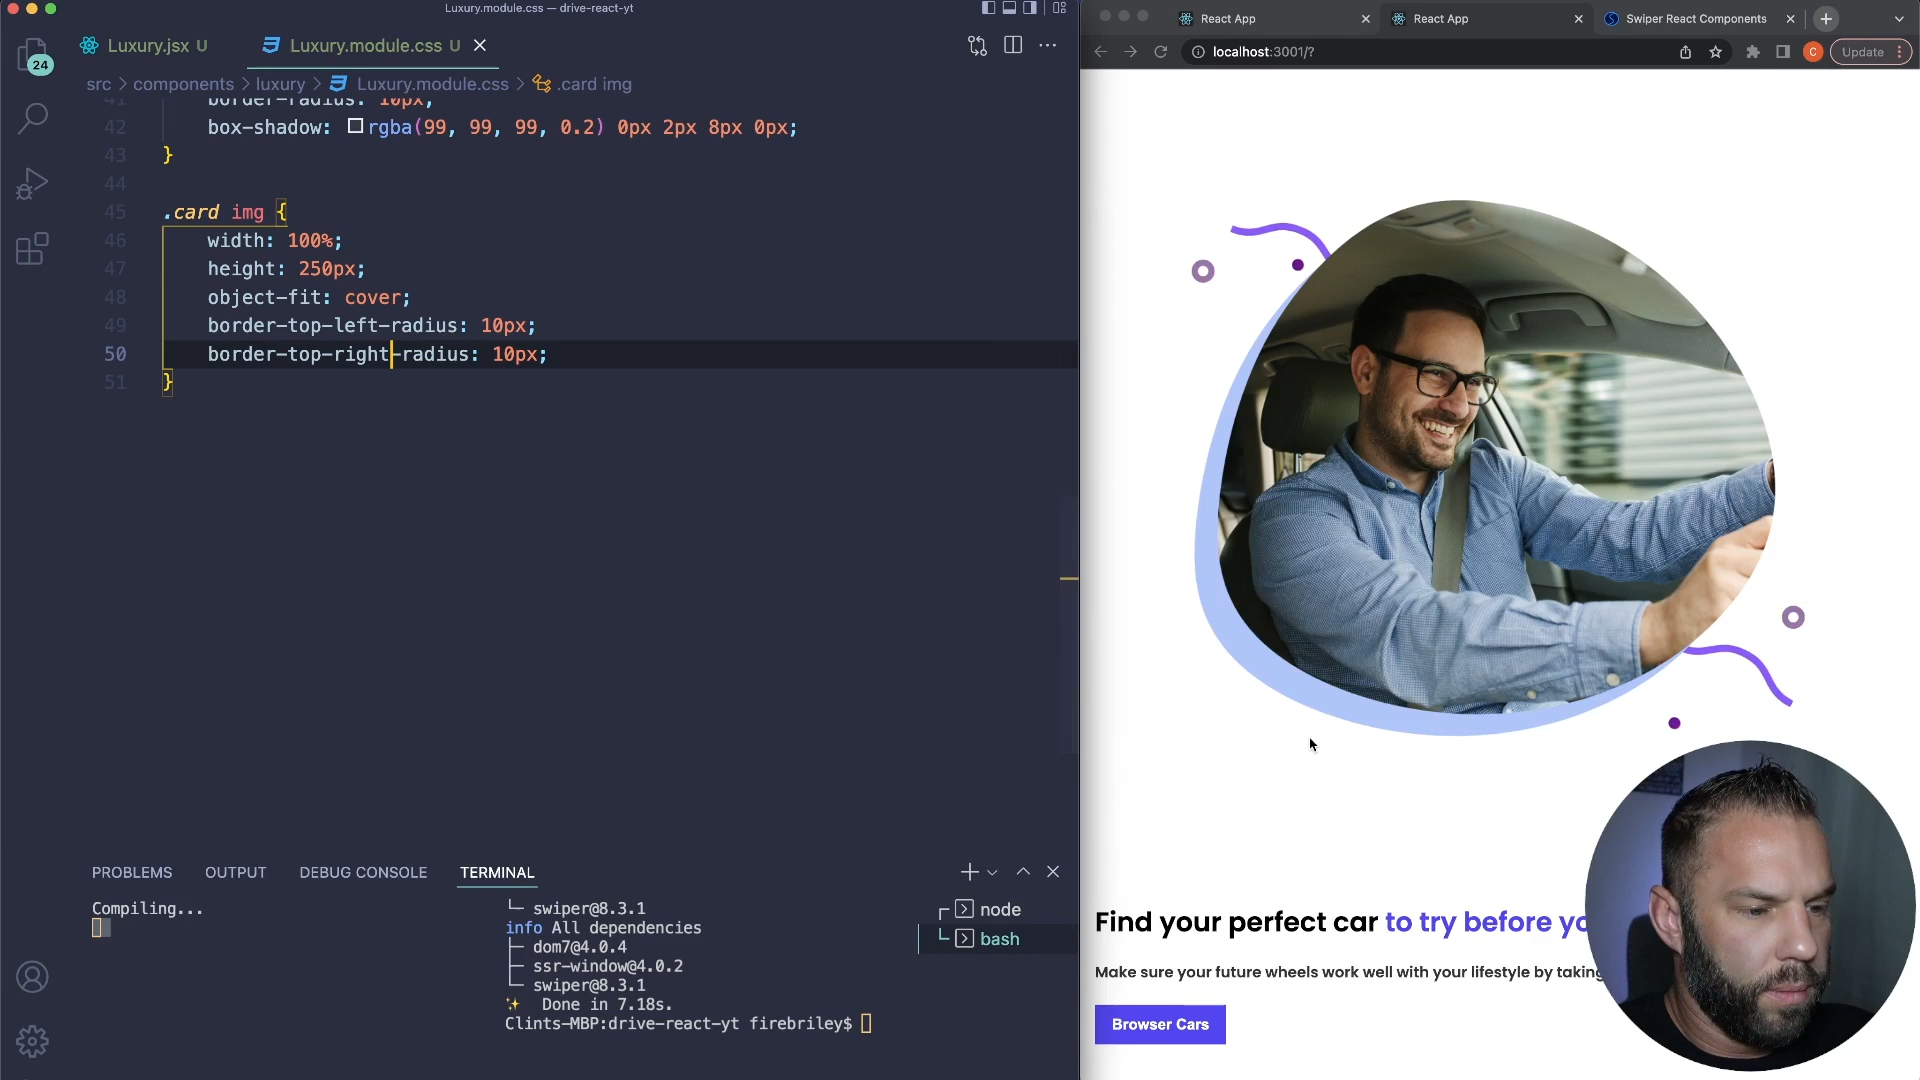 Luxury.module.css — drive-react-yt
Luxury.jsx U
Luxury.module.css U
src > components > luxury > Luxury.module.css > .card img
41 border-radius: 10px;
42 box-shadow: rgba(99, 99, 99, 0.2) 0px 2px 8px 0px;
43 }
44
45 .card img {
46 width: 100%;
47 height: 250px;
48 object-fit: cover;
49 border-top-left-radius: 10px;
50 border-top-right-radius: 10px;
51 }
24
PROBLEMS OUTPUT DEBUG CONSOLE TERMINAL
Compiling...
└─ swiper@8.3.1
info All dependencies
├─ dom7@4.0.4
├─ ssr-window@4.0.2
└─ swiper@8.3.1
✨ Done in 7.18s.
Clints-MBP:drive-react-yt firebriley$
node
bash
React App
React App
Swiper React Components
localhost:3001/?
C
Update
Find your perfect car to try before yo
Make sure your future wheels work well with your lifestyle by taking
Browser Cars